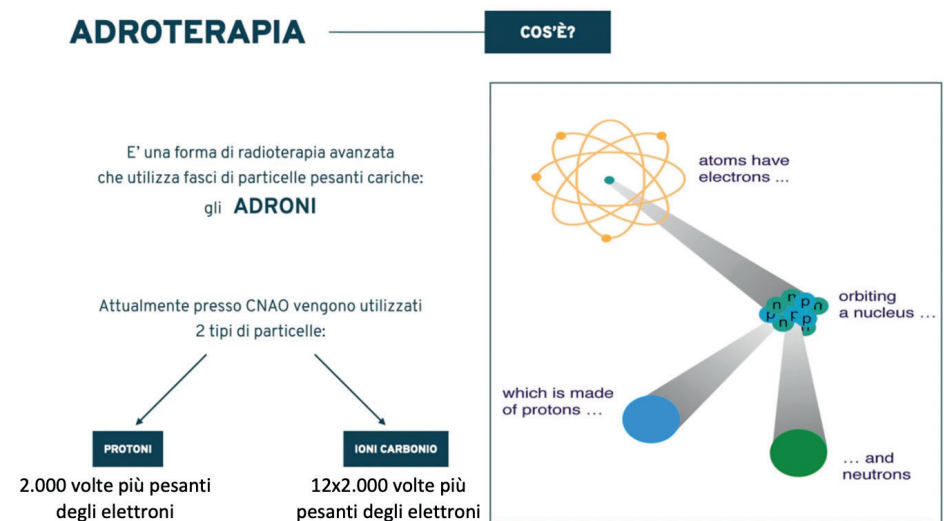 ADROTERAPIA
COS'È?
E' una forma di radioterapia avanzata
che utilizza fasci di particelle pesanti cariche:
gli ADRONI
Attualmente presso CNAO vengono utilizzati
2 tipi di particelle:
PROTONI
IONI CARBONIO
2.000 volte più pesanti
degli elettroni
12x2.000 volte più
pesanti degli elettroni
atoms have
electrons ...
orbiting
a nucleus ...
n n p n
p n p p
n
which is made
of protons ...
... and
neutrons